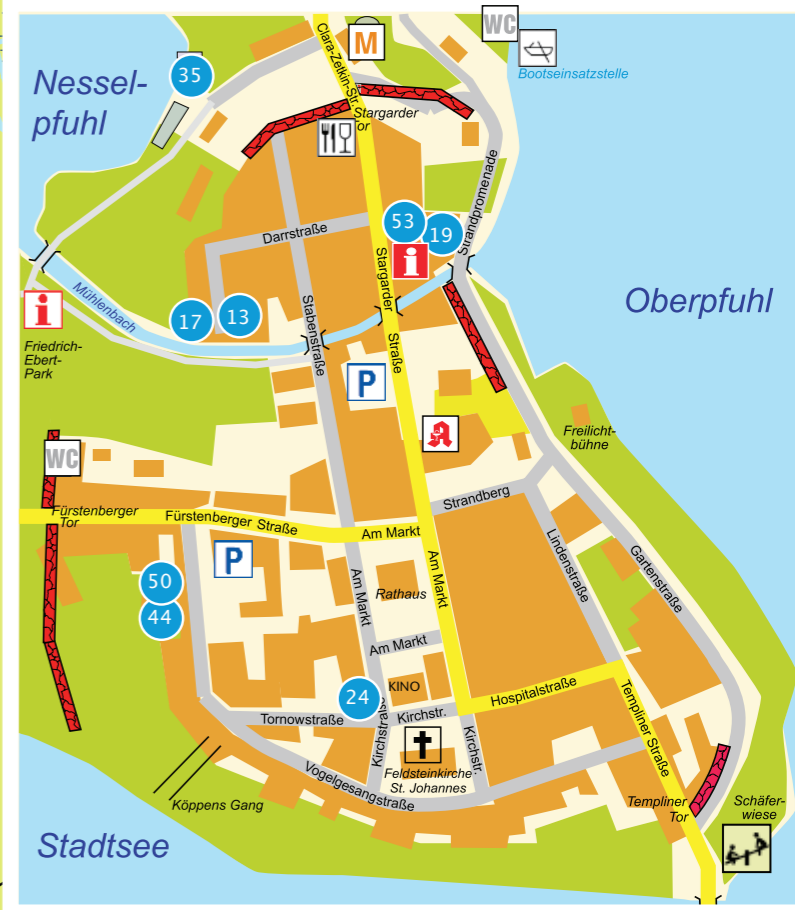 WC
Clara-Zetkin-Str.
M
Nessel-
pfuhl
35
Bootseinsatzstelle
Stargarder
Tor
Strandpromenade
53
19
i
Darrstraße
Stargarder
Straße
Oberpfuhl
Mühlenbach
i
Friedrich-
Ebert-
Park
17
13
Stabenstraße
P
A
Freilicht-
bühne
WC
Fürstenberger
Tor
Fürstenberger Straße
Am Markt
Strandberg
P
Am Markt
Rathaus
Am Markt
Lindenstraße
Gartenstraße
50
44
Am Markt
24
KINO
Hospitalstraße
Templiner Straße
Tornowstraße
Kirchstraße
Kirchstr.
Kirchstr.
Feldsteinkirche
St. Johannes
Vogelgesangstraße
Köppens Gang
Templiner
Tor
Schäfer-
wiese
Stadtsee